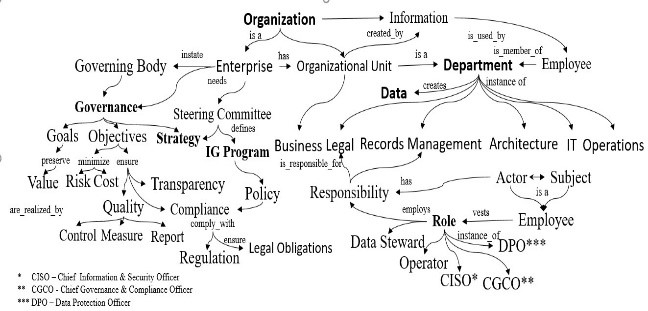 Organization Information
is a created_by is_used_by
instate is_member_of
Governing Body Enterprise has Organizational Unit is a Department Employee
needs Data creates instance of
Governance Steering Committee
Goals Objectives Strategy defines
IG Program Business Legal Records Management Architecture IT Operations
preserve minimize ensure is_responsible_for
Value Risk Cost Transparency Policy Responsibility has Actor Subject
is a
are_realized_by Quality Compliance employs Role vests Employee
Control Measure Report comply_with Data Steward instance_of DPO***
ensure Legal Obligations
Regulation Operator
CISO* CGCO**
* CISO – Chief Information & Security Officer
** CGCO - Chief Governance & Compliance Officer
*** DPO – Data Protection Officer